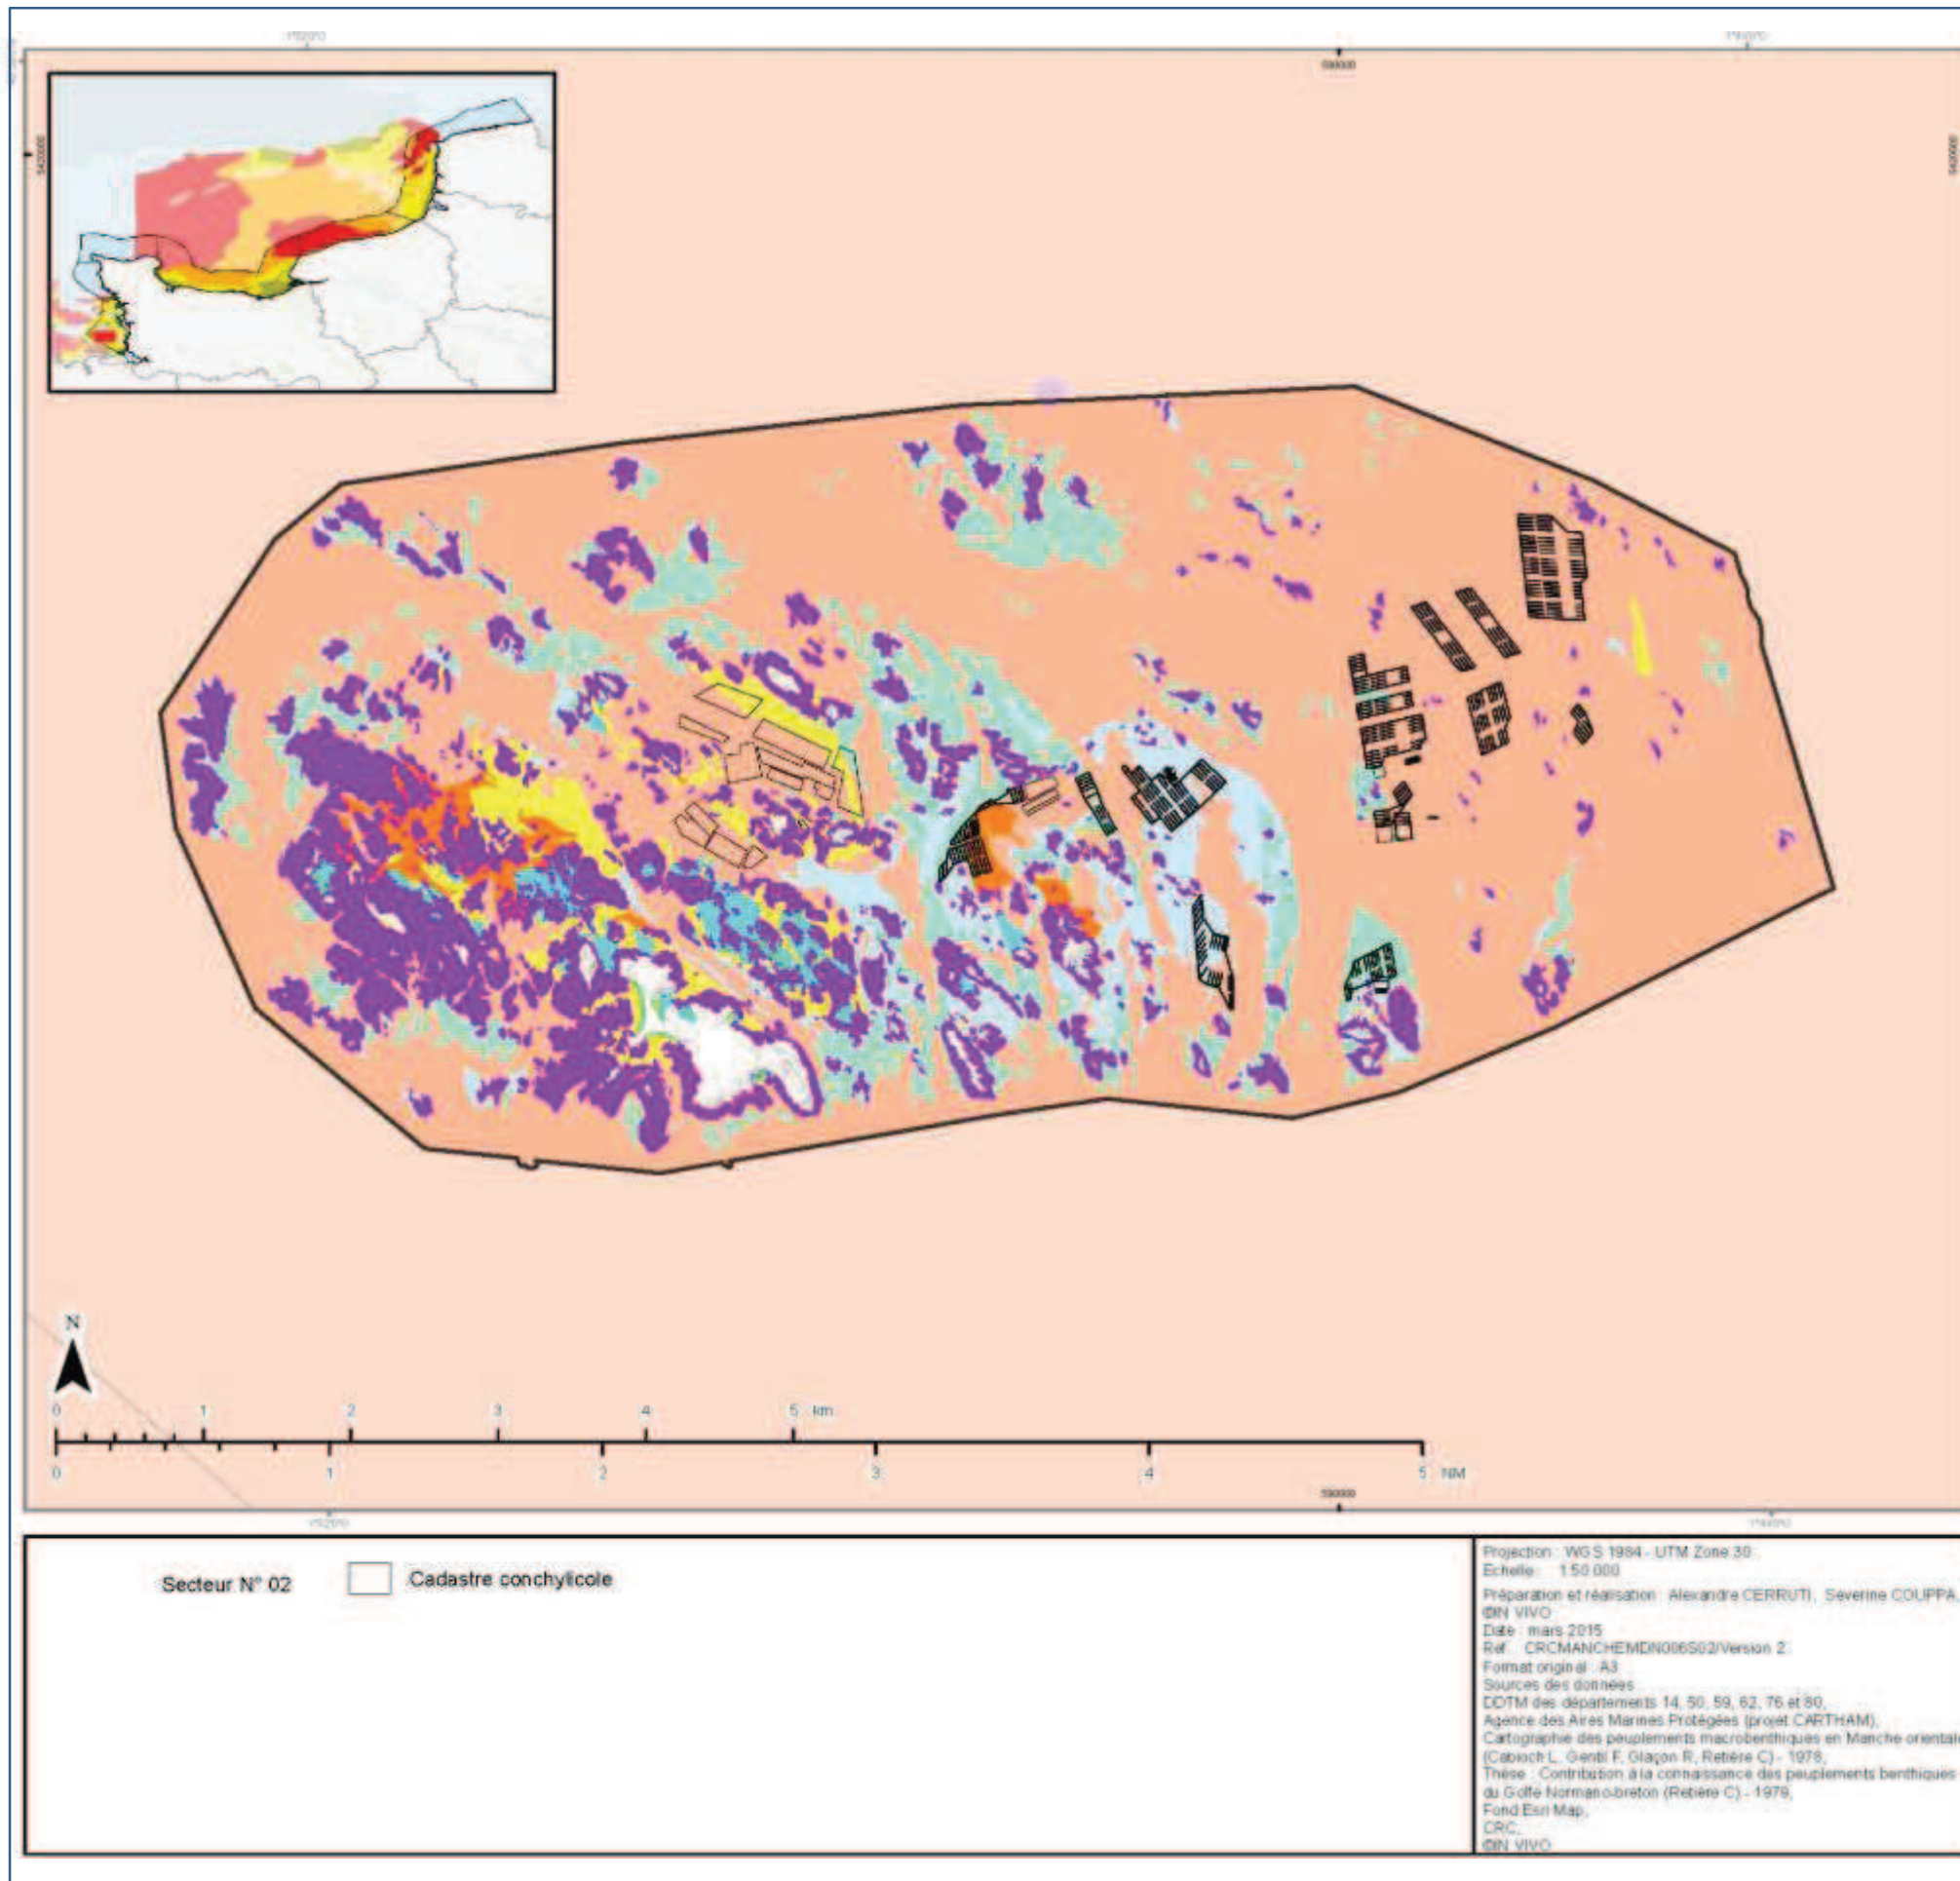 590000
5420000
5420000
N
0 1 2 3 4 5 km
0 1 2 3 4 5 NM
590000
Secteur N° 02
Cadastre conchylicole
Projection : WGS 1984 - UTM Zone 30
Echelle : 1:50 000
Préparation et réalisation : Alexandre CERRUTI, Severine COUPPA,
©IN VIVO
Date : mars 2015
Ref : CRCMANCHEMDN006S02/Version 2
Format original : A3
Sources des données
DDTM des départements 14, 50, 59, 62, 76 et 80,
Agence des Aires Marines Protégées (projet CARTHAM),
Cartographie des peuplements macrobenthiques en Manche orientale
(Cabioch L, Gentil F, Glaçon R, Retière C) - 1978,
Thèse : Contribution à la connaissance des peuplements benthiques
du Golfe Normano-breton (Retière C) - 1979,
Fond Esri Map,
CRC,
©IN VIVO